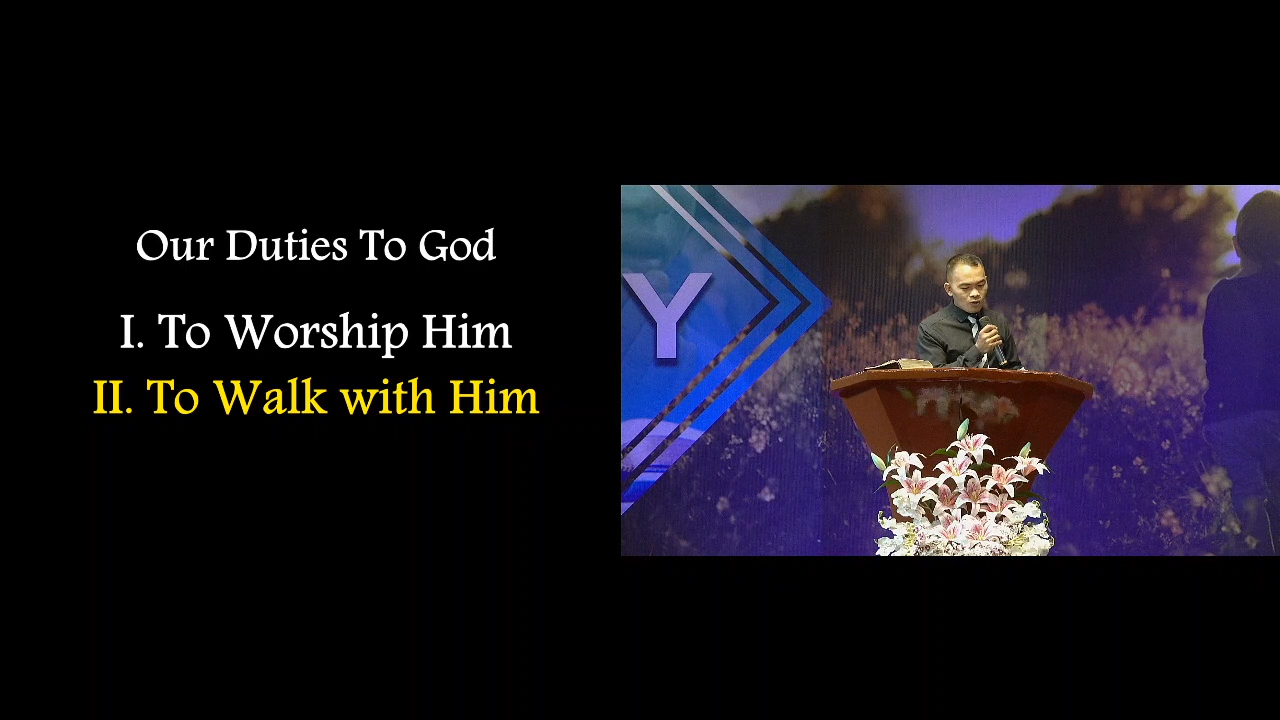 Our Duties To God
I. To Worship Him
II. To Walk with Him
Y